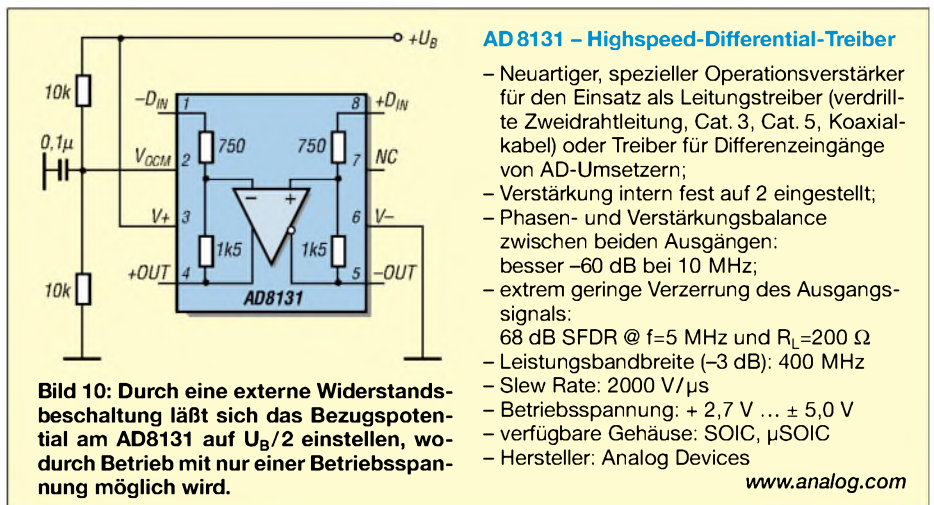 +U_B
10k
–D_IN
1
8
+D_IN
750
750
0,1µ
V_OCM
2
7
NC
–
+
V+
3
6
V–
1k5
1k5
10k
+OUT
4
5
–OUT
AD8131
Bild 10: Durch eine externe Widerstands-
beschaltung läßt sich das Bezugspoten-
tial am AD8131 auf U_B/2 einstellen, wo-
durch Betrieb mit nur einer Betriebsspan-
nung möglich wird.
AD 8131 – Highspeed-Differential-Treiber
– Neuartiger, spezieller Operationsverstärker
für den Einsatz als Leitungstreiber (verdrill-
te Zweidrahtleitung, Cat. 3, Cat. 5, Koaxial-
kabel) oder Treiber für Differenzeingänge
von AD-Umsetzern;
– Verstärkung intern fest auf 2 eingestellt;
– Phasen- und Verstärkungsbalance
zwischen beiden Ausgängen:
besser –60 dB bei 10 MHz;
– extrem geringe Verzerrung des Ausgangs-
signals:
68 dB SFDR @ f=5 MHz und R_L=200 Ω
– Leistungsbandbreite (–3 dB): 400 MHz
– Slew Rate: 2000 V/µs
– Betriebsspannung: + 2,7 V … ± 5,0 V
– verfügbare Gehäuse: SOIC, µSOIC
– Hersteller: Analog Devices
www.analog.com